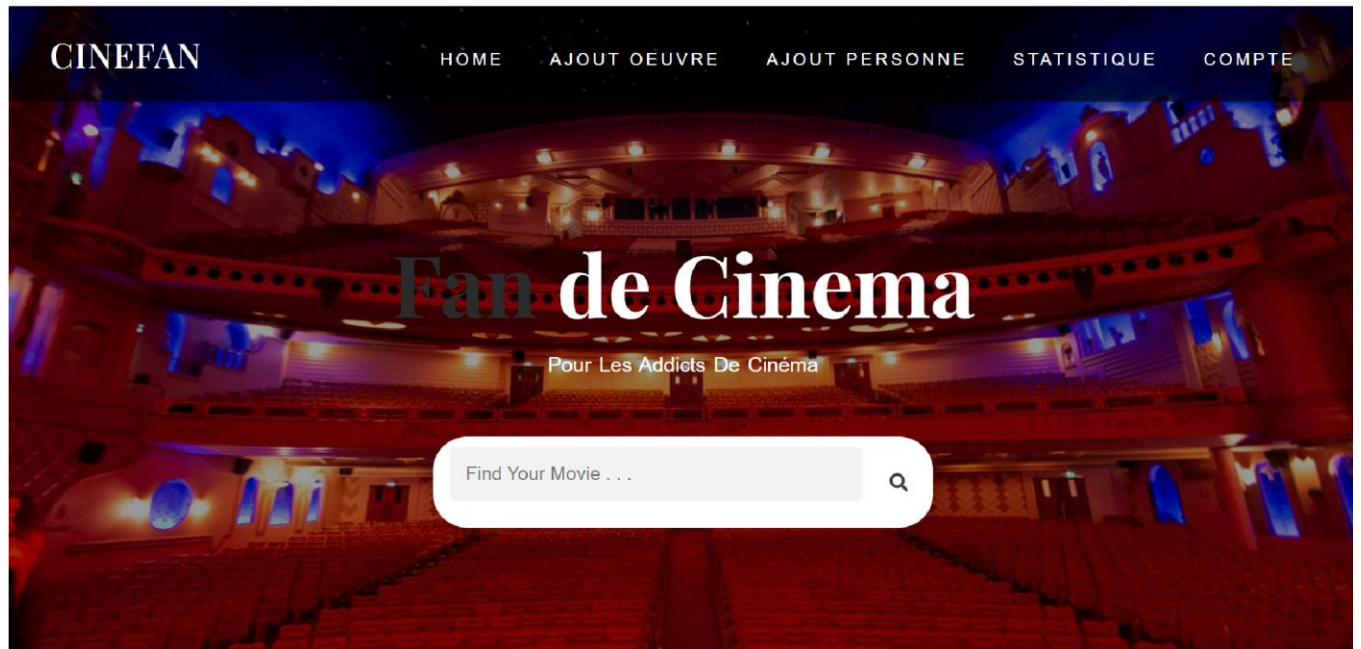 CINEFAN
HOME AJOUT OEUVRE AJOUT PERSONNE STATISTIQUE COMPTE
Fan de Cinema
Pour Les Addicts De Cinéma
Find Your Movie . . .